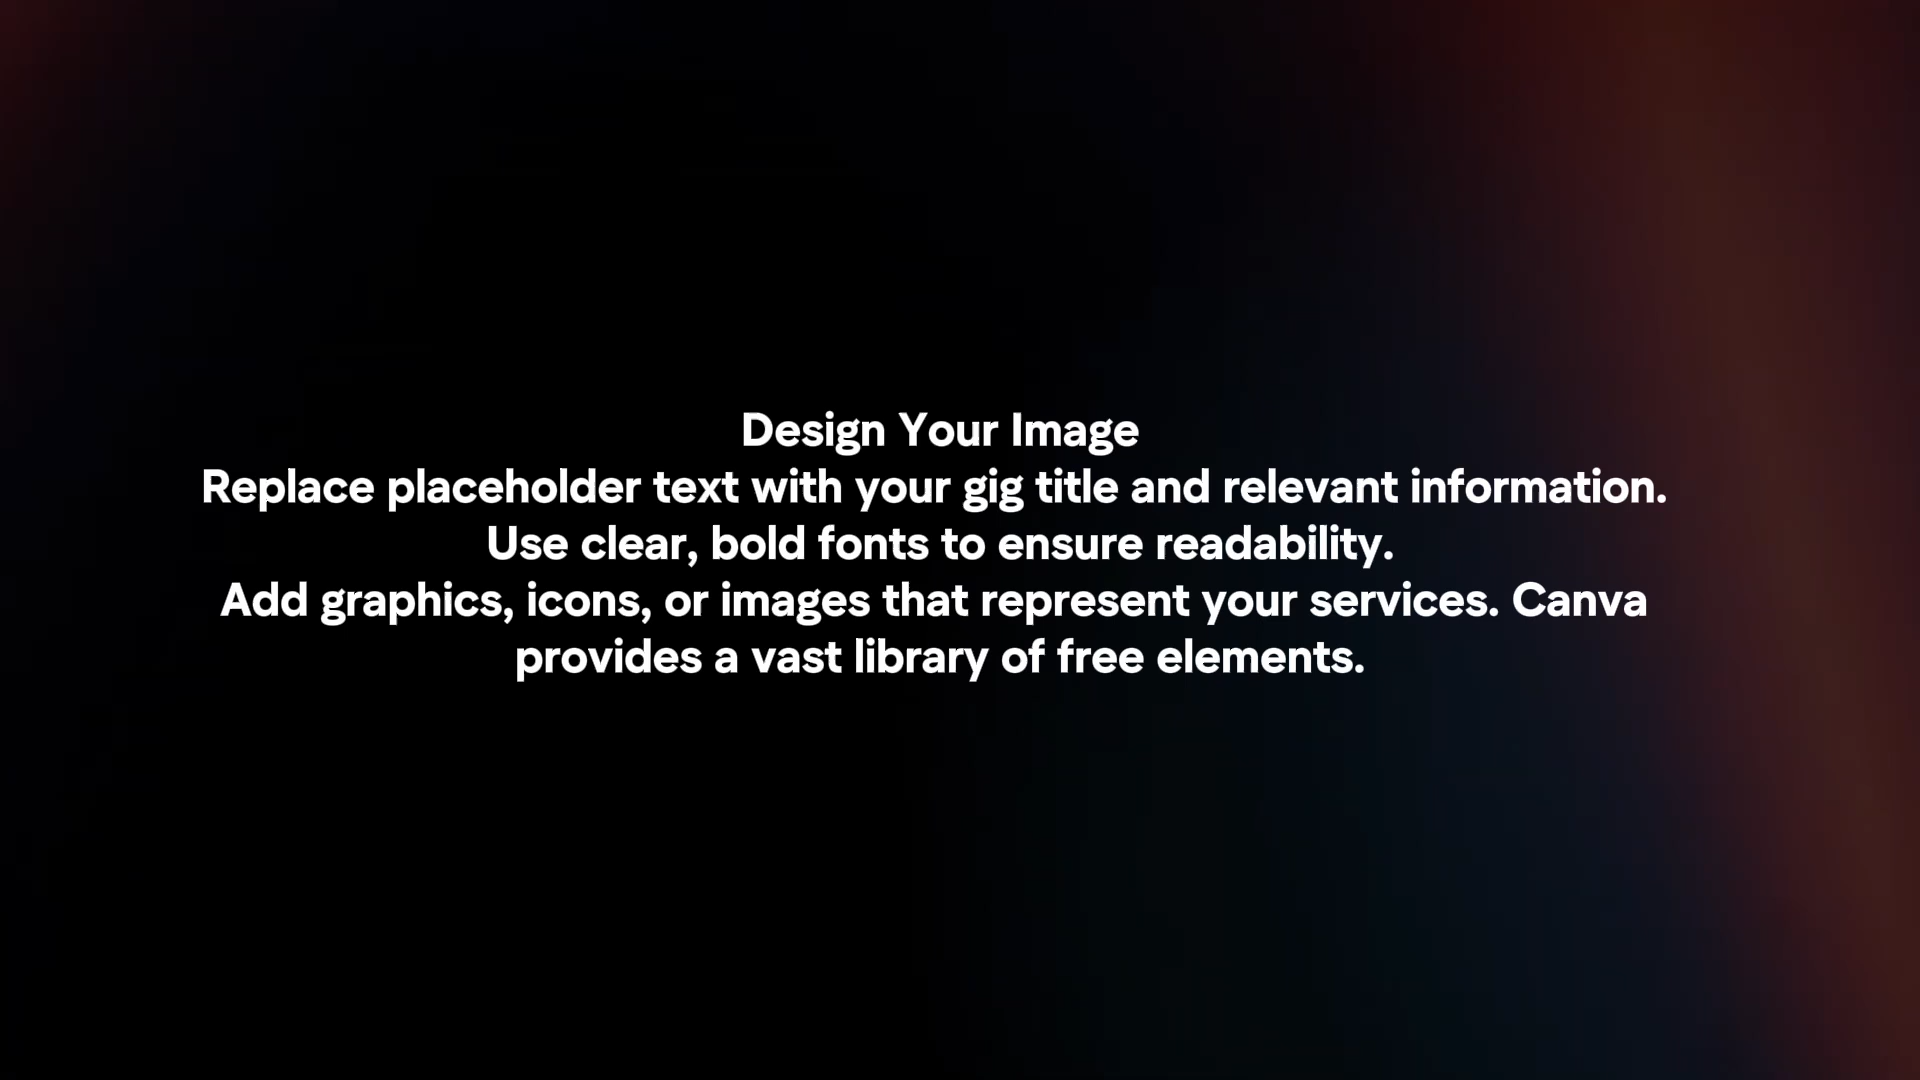 Design Your Image
Replace placeholder text with your gig title and relevant information.
Use clear, bold fonts to ensure readability.
Add graphics, icons, or images that represent your services. Canva
provides a vast library of free elements.